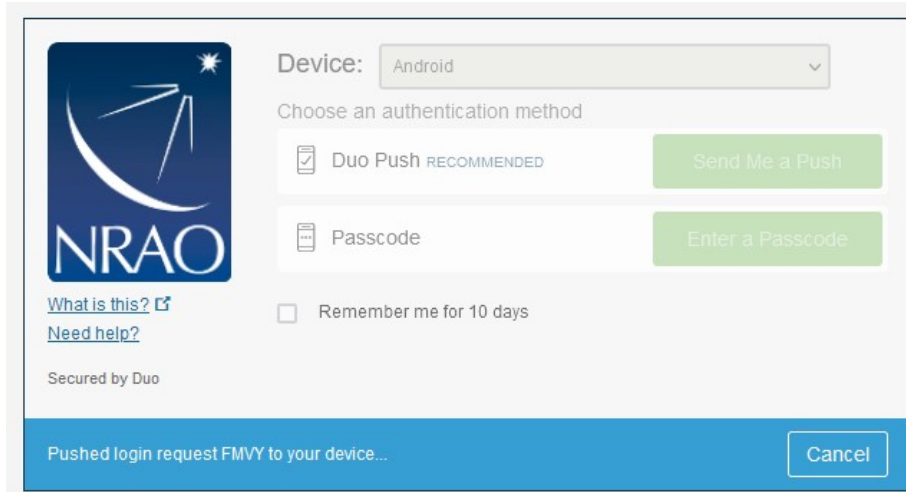 Device: Android
Choose an authentication method
Duo Push RECOMMENDED
Send Me a Push
Passcode
Enter a Passcode
Remember me for 10 days
NRAO
What is this?
Need help?
Secured by Duo
Pushed login request FMVY to your device...
Cancel